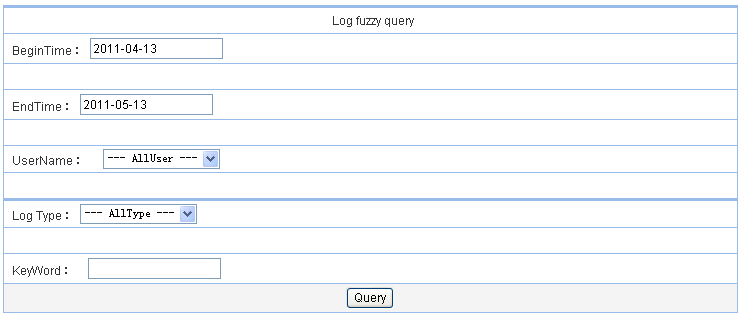 Log fuzzy query
BeginTime： 2011-04-13
EndTime： 2011-05-13
UserName： --- AllUser ---
Log Type： --- AllType ---
KeyWord：
Query